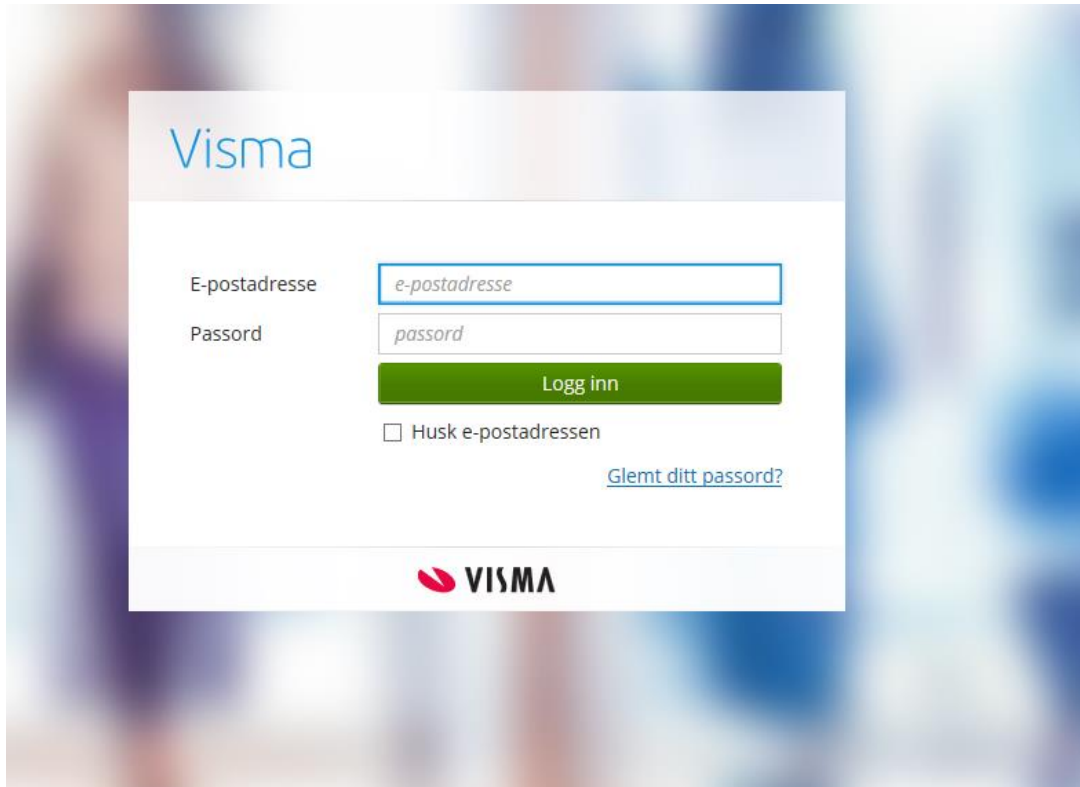 Visma
E-postadresse e-postadresse
Passord passord
Logg inn
Husk e-postadressen
Glemt ditt passord?
VISMA